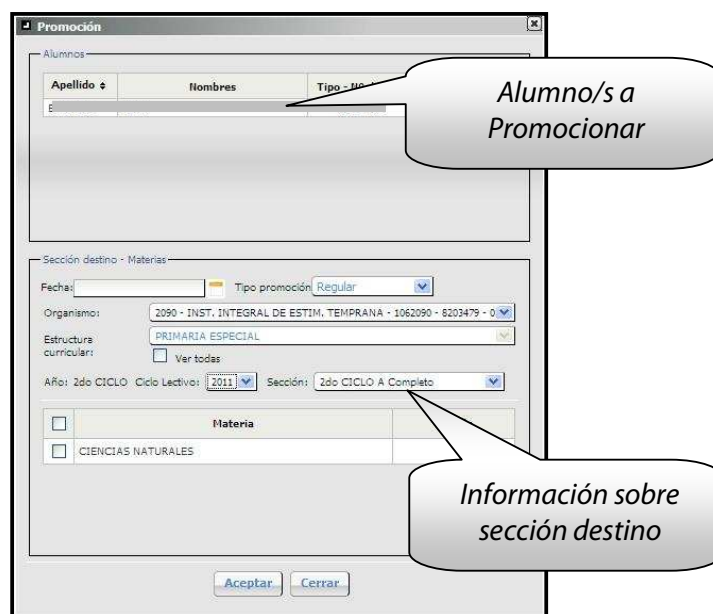 Promoción
Alumnos
Apellido Nombres
Alumno/s a
Promocionar
Sección destino - Materias
Fecha: Tipo promoción Regular
Organismo: 2090 - INST. INTEGRAL DE ESTIM. TEMPRANA - 1062090 - 8203479 - 0
Estructura curricular: PRIMARIA ESPECIAL
Ver todas
Año: 2do CICLO Ciclo Lectivo: 2011 Sección: 2do CICLO A Completo
Materia
CIENCIAS NATURALES
Información sobre
sección destino
Aceptar Cerrar